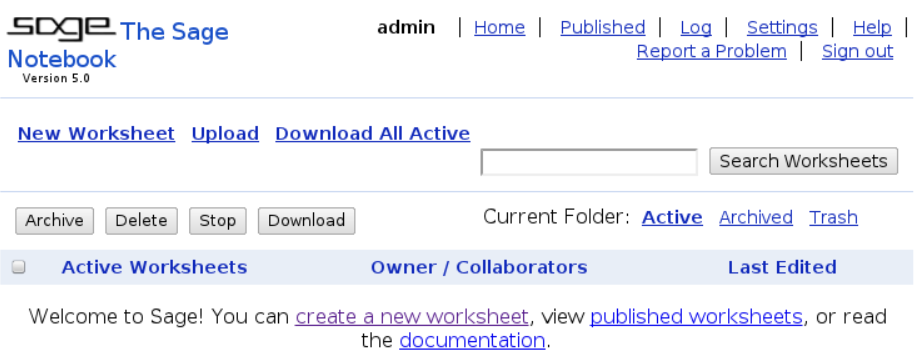 sage The Sage Notebook
Version 5.0
admin | Home | Published | Log | Settings | Help |
Report a Problem | Sign out
New Worksheet Upload Download All Active
Search Worksheets
Archive Delete Stop Download Current Folder: Active Archived Trash
Active Worksheets Owner / Collaborators Last Edited
Welcome to Sage! You can create a new worksheet, view published worksheets, or read
the documentation.